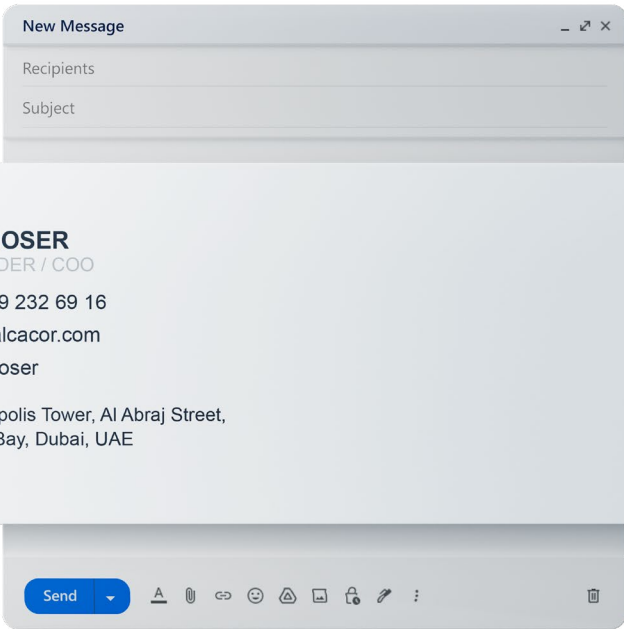 New Message
Recipients
Subject
OSER
DER / COO
9 232 69 16
alcacor.com
oser
polis Tower, Al Abraj Street,
Bay, Dubai, UAE
Send